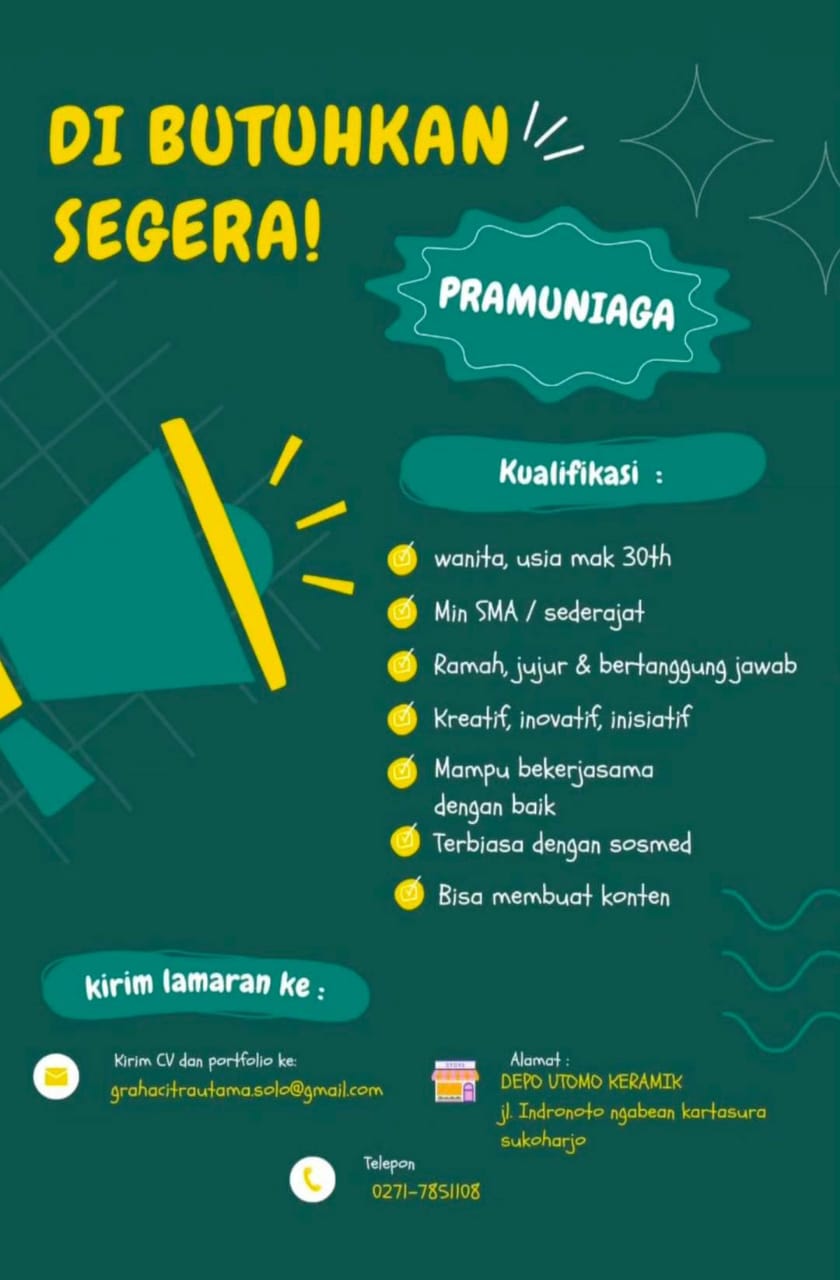 DI BUTUHKAN
SEGERA!
PRAMUNIAGA
Kualifikasi :
wanita, usia mak 30th
Min SMA / sederajat
Ramah, jujur & bertanggung jawab
Kreatif, inovatif, inisiatif
Mampu bekerjasama
dengan baik
Terbiasa dengan sosmed
Bisa membuat konten
kirim lamaran ke :
Kirim CV dan portfolio ke:
grahacitrautama.solo@gmail.com
STORE
Alamat :
DEPO UTOMO KERAMIK
jl. Indronoto ngabean kartasura
sukoharjo
Telepon
0271-7851108